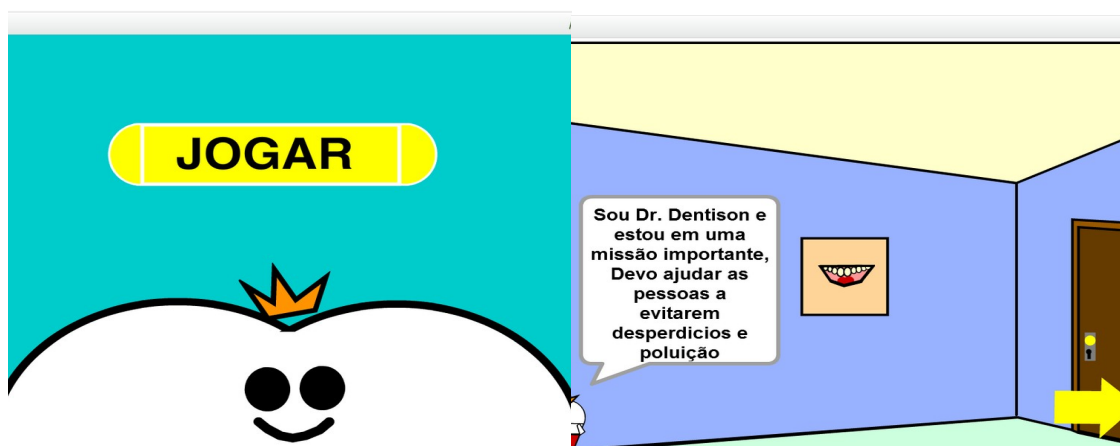 JOGAR
Sou Dr. Dentison e
estou em uma
missão importante,
Devo ajudar as
pessoas a
evitarem
desperdicios e
poluição